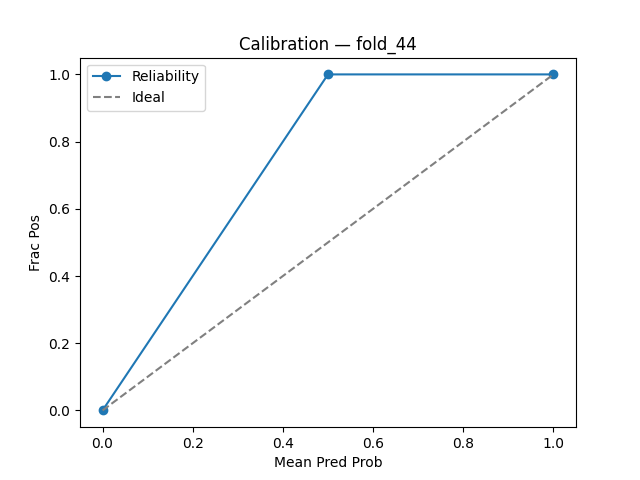 Calibration — fold_44
Reliability
Ideal
Frac Pos
1.0
0.8
0.6
0.4
0.2
0.0
0.0 0.2 0.4 0.6 0.8 1.0
Mean Pred Prob